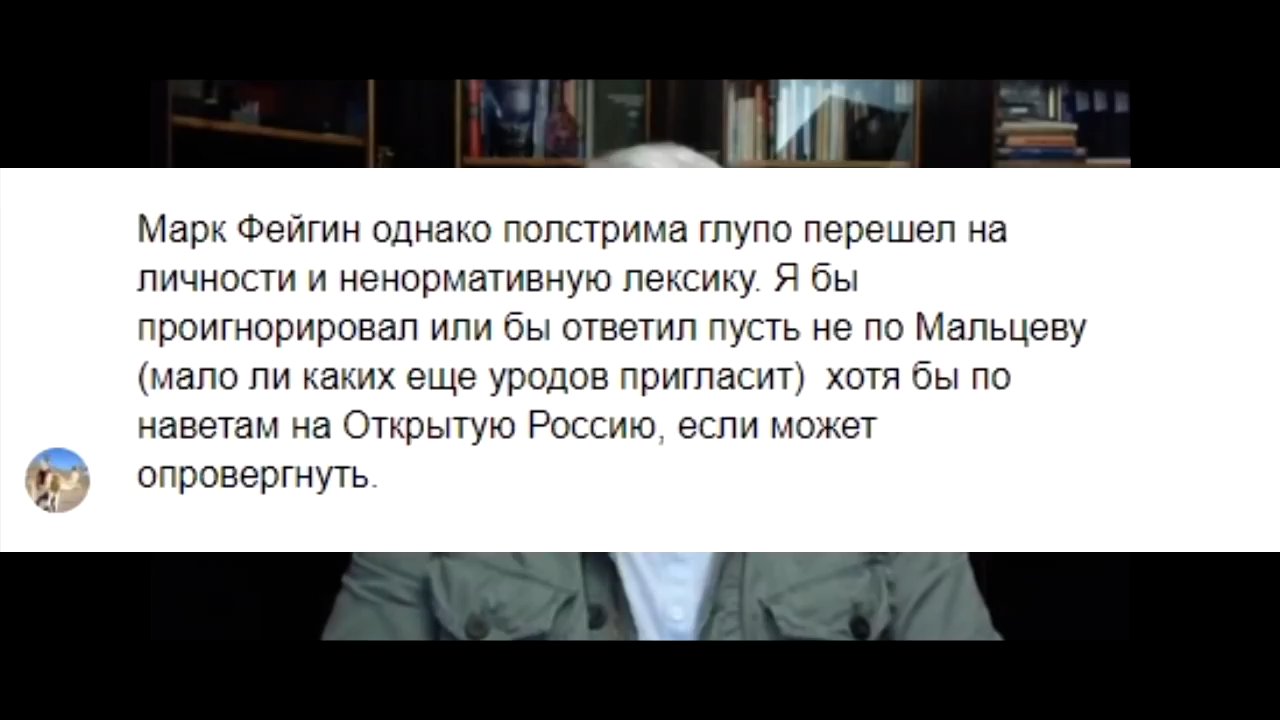 Марк Фейгин однако полстрима глупо перешел на
личности и ненормативную лексику. Я бы
проигнорировал или бы ответил пусть не по Мальцеву
(мало ли каких еще уродов пригласит)  хотя бы по
наветам на Открытую Россию, если может
опровергнуть.